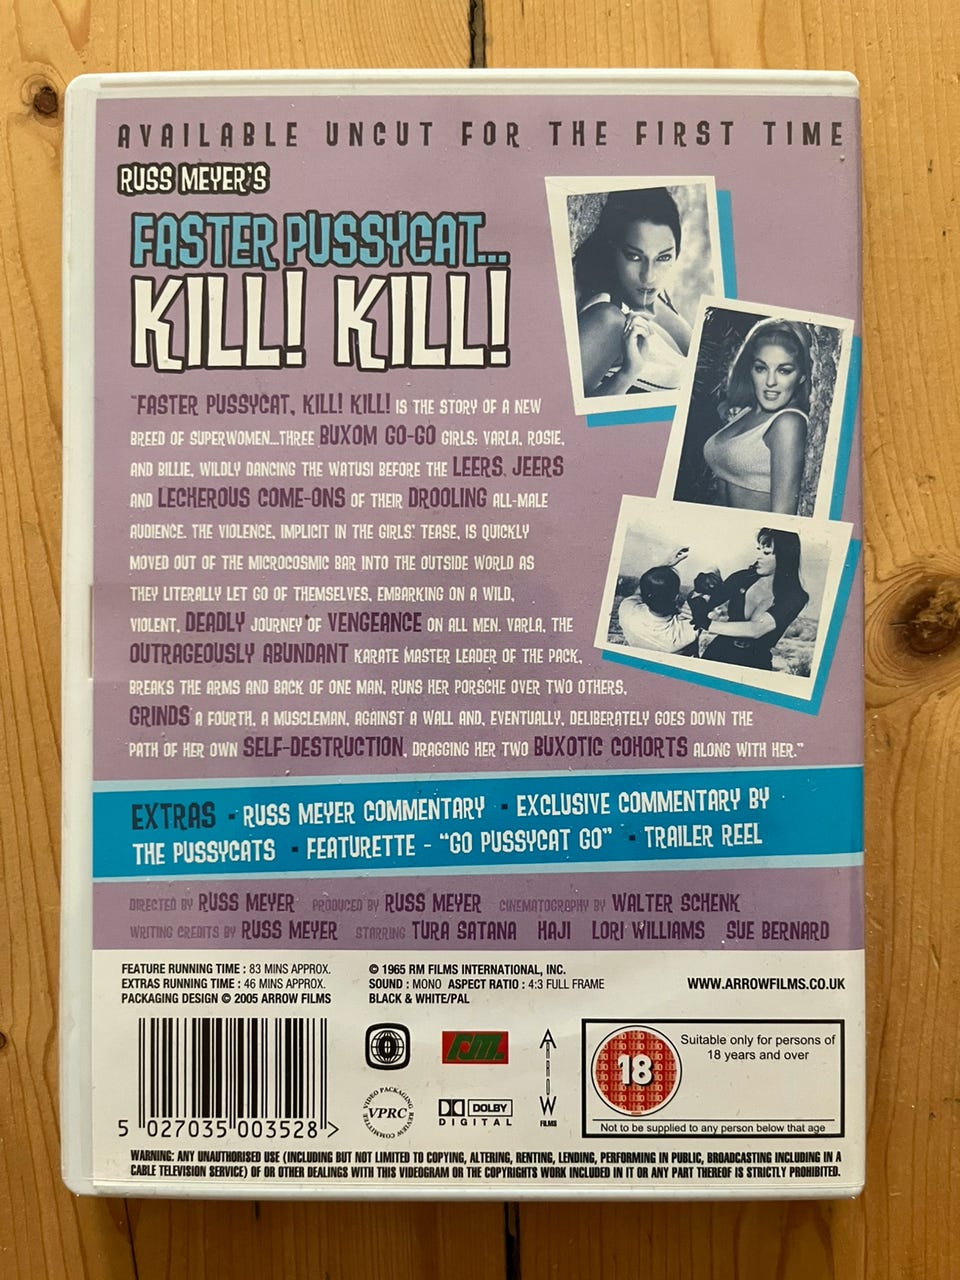 AVAILABLE UNCUT FOR THE FIRST TIME
RUSS MEYER'S
FASTER PUSSYCAT...
KILL! KILL!
"FASTER PUSSYCAT, KILL! KILL! IS THE STORY OF A NEW
BREED OF SUPERWOMEN...THREE BUXOM GO-GO GIRLS: VARLA, ROSIE,
AND BILLIE, WILDLY DANCING THE WATUSI BEFORE THE LEERS, JEERS
AND LECHEROUS COME-ONS OF THEIR DROOLING ALL-MALE
AUDIENCE. THE VIOLENCE, IMPLICIT IN THE GIRLS' TEASE, IS QUICKLY
MOVED OUT OF THE MICROCOSMIC BAR INTO THE OUTSIDE WORLD AS
THEY LITERALLY LET GO OF THEMSELVES, EMBARKING ON A WILD,
VIOLENT, DEADLY JOURNEY OF VENGEANCE ON ALL MEN. VARLA, THE
OUTRAGEOUSLY ABUNDANT KARATE MASTER LEADER OF THE PACK,
BREAKS THE ARMS AND BACK OF ONE MAN, RUNS HER PORSCHE OVER TWO OTHERS,
GRINDS A FOURTH, A MUSCLEMAN, AGAINST A WALL AND, EVENTUALLY, DELIBERATELY GOES DOWN THE
PATH OF HER OWN SELF-DESTRUCTION, DRAGGING HER TWO BUXOTIC COHORTS ALONG WITH HER."
EXTRAS ▪ RUSS MEYER COMMENTARY ▪ EXCLUSIVE COMMENTARY BY
THE PUSSYCATS ▪ FEATURETTE - "GO PUSSYCAT GO" ▪ TRAILER REEL
DIRECTED BY RUSS MEYER PRODUCED BY RUSS MEYER CINEMATOGRAPHY BY WALTER SCHENK
WRITING CREDITS BY RUSS MEYER STARRING TURA SATANA HAJI LORI WILLIAMS SUE BERNARD
FEATURE RUNNING TIME : 83 MINS APPROX.
EXTRAS RUNNING TIME : 46 MINS APPROX.
PACKAGING DESIGN © 2005 ARROW FILMS
© 1965 RM FILMS INTERNATIONAL, INC.
SOUND : MONO ASPECT RATIO : 4:3 FULL FRAME
BLACK & WHITE/PAL
WWW.ARROWFILMS.CO.UK
5 027035 003528 >
0
RM.
ARROW
FILMS
VIDEO PACKAGING REVIEW COMMITTEE
VPRC
DOLBY
DIGITAL
18
Suitable only for persons of
18 years and over
Not to be supplied to any person below that age
WARNING: ANY UNAUTHORISED USE (INCLUDING BUT NOT LIMITED TO COPYING, ALTERING, RENTING, LENDING, PERFORMING IN PUBLIC, BROADCASTING INCLUDING IN A
CABLE TELEVISION SERVICE) OF OR OTHER DEALINGS WITH THIS VIDEOGRAM OR THE COPYRIGHTS WORK INCLUDED IN IT OR ANY PART THEREOF IS STRICTLY PROHIBITED.